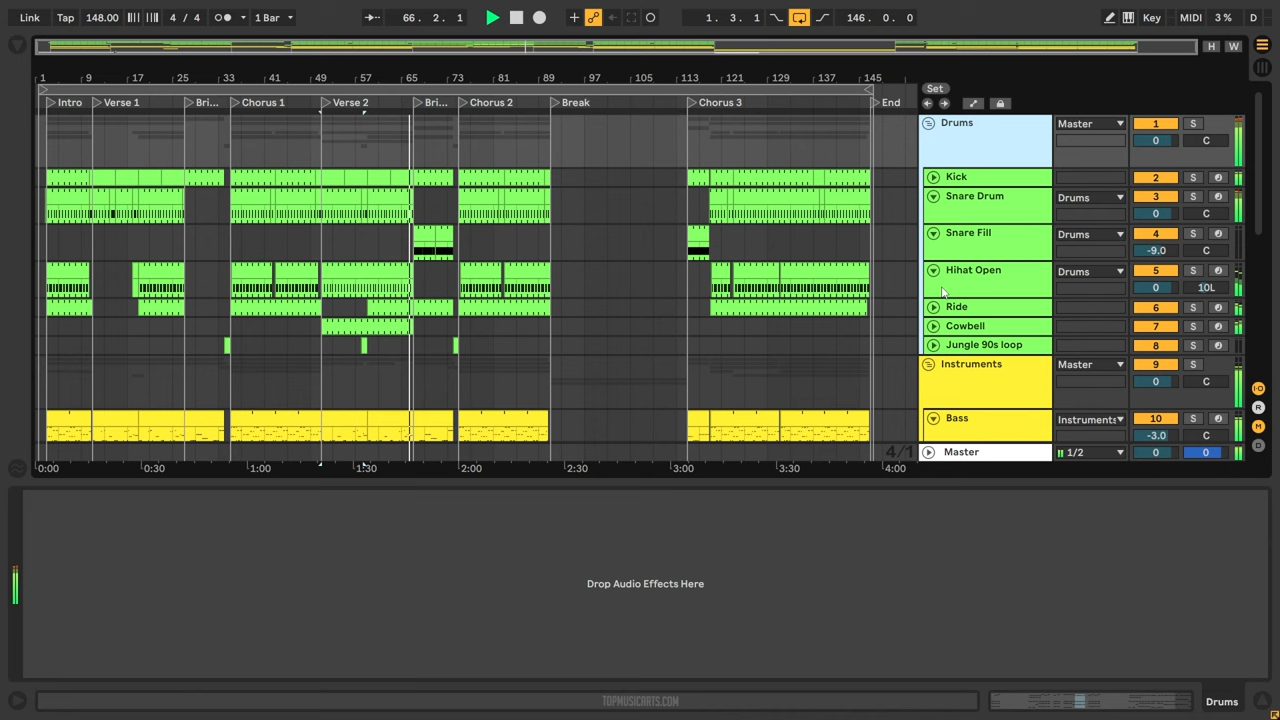 Link Tap 148.00 4 / 4 1 Bar 66. 2. 1 1. 3. 1 146. 0. 0 Key MIDI 3 % D
H W
1 9 17 25 33 41 49 57 65 73 81 89 97 105 113 121 129 137 145
Set
Intro Verse 1 Bri... Chorus 1 Verse 2 Bri... Chorus 2 Break Chorus 3 End
Drums Master 1 S
0 C
Kick 2 S
Snare Drum Drums 3 S
0 C
Snare Fill Drums 4 S
-9.0 C
Hihat Open Drums 5 S
0 10L
Ride 6 S
Cowbell 7 S
Jungle 90s loop 8 S
Instruments Master 9 S
0 C
I·O
R
Bass Instruments 10 S
M
-3.0 C
D
4/1
Master 1/2 0 0
0:00 0:30 1:00 1:30 2:00 2:30 3:00 3:30 4:00
Drop Audio Effects Here
TOPMUSICARTS.COM
Drums